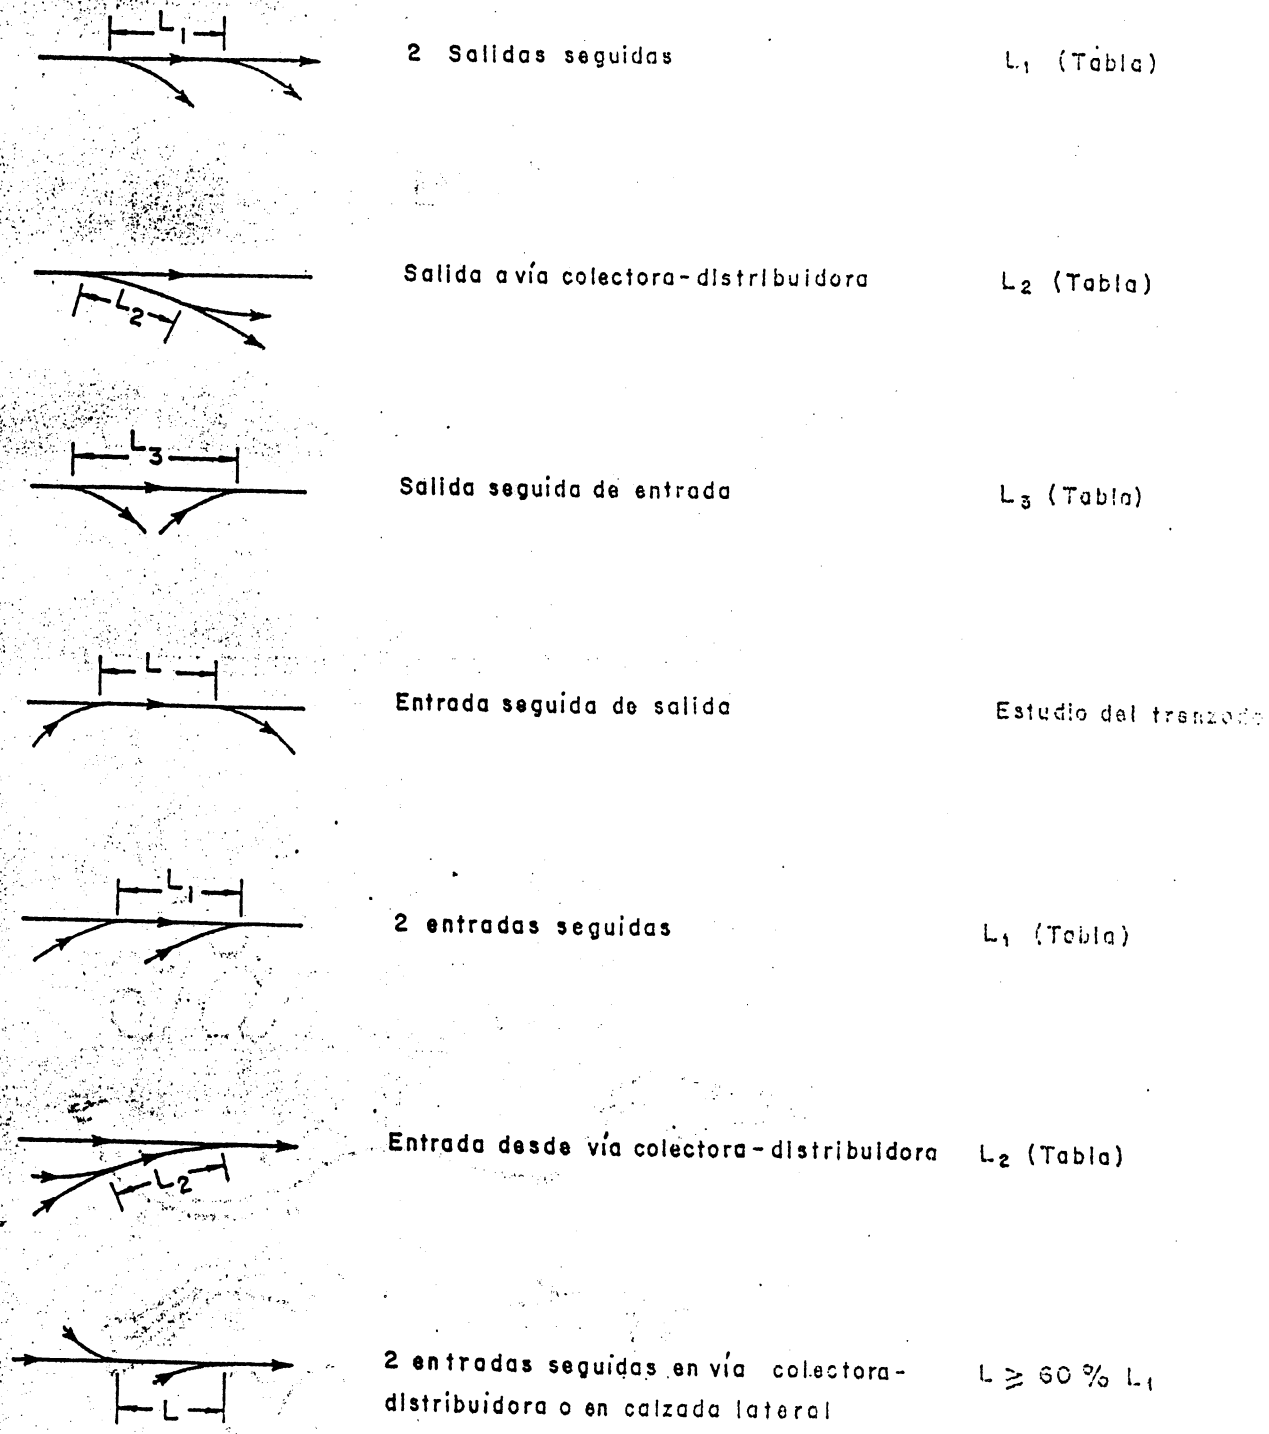 L1
2 Salidas seguidas
L1 (Tabla)
L2
Salida a vía colectora-distribuidora
L2 (Tabla)
L3
Salida seguida de entrada
L3 (Tabla)
L
Entrada seguida de salida
Estudio del trenzado
L1
2 entradas seguidas
L1 (Tabla)
L2
Entrada desde vía colectora-distribuidora
L2 (Tabla)
L
2 entradas seguidas en vía colectora-
distribuidora o en calzada lateral
L ≥ 60 % L1